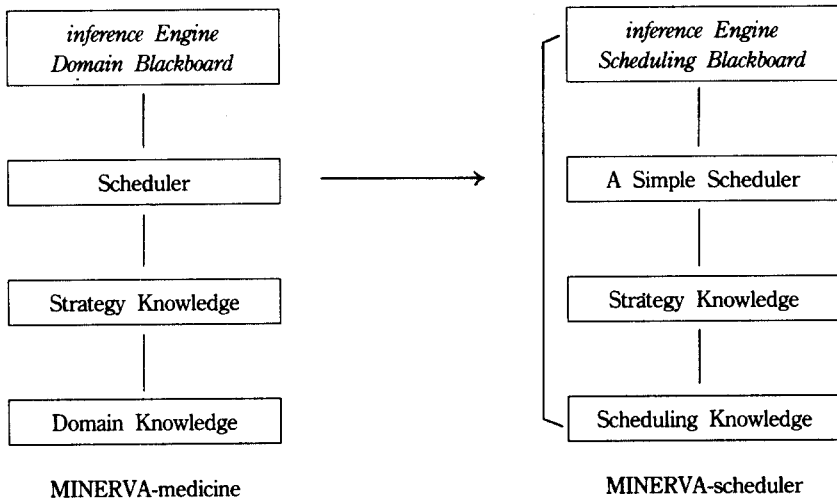 inference Engine
Domain Blackboard
Scheduler
Strategy Knowledge
Domain Knowledge
MINERVA-medicine
inference Engine
Scheduling Blackboard
A Simple Scheduler
Strategy Knowledge
Scheduling Knowledge
MINERVA-scheduler